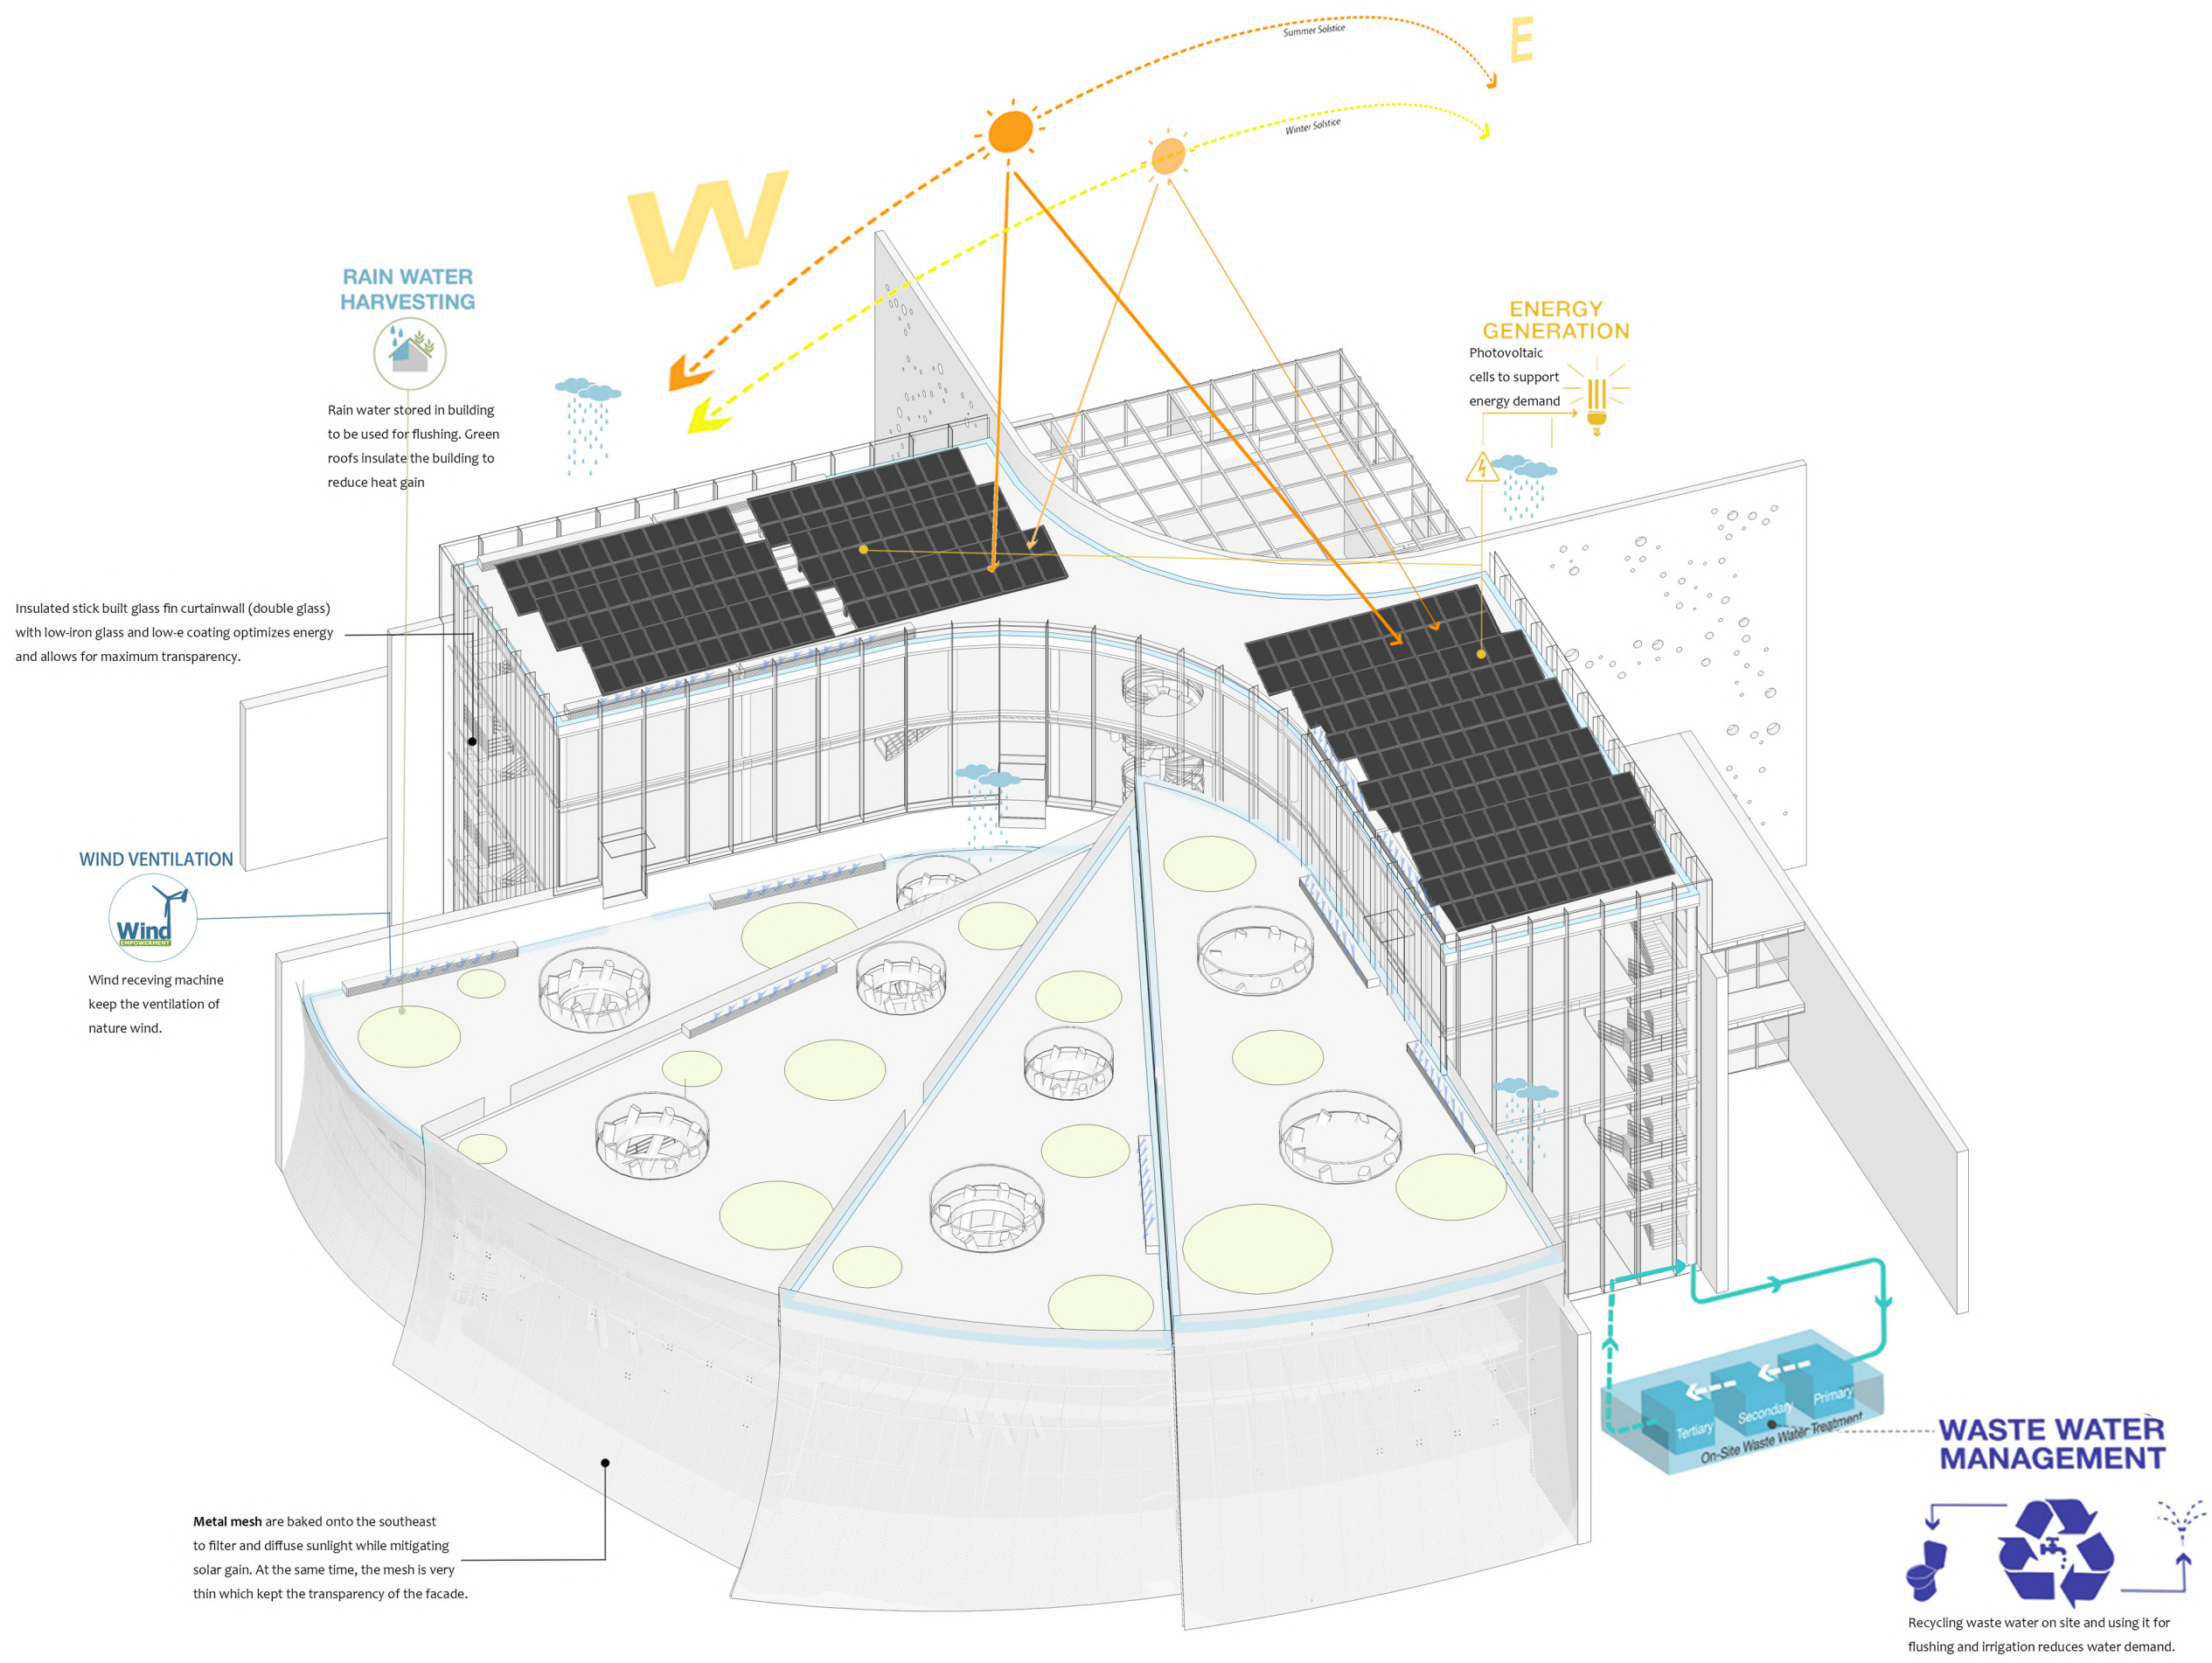 Summer Solstice
E
Winter Solstice
W
RAIN WATER
HARVESTING
Rain water stored in building
to be used for flushing. Green
roofs insulate the building to
reduce heat gain
ENERGY
GENERATION
Photovoltaic
cells to support
energy demand
Insulated stick built glass fin curtainwall (double glass)
with low-iron glass and low-e coating optimizes energy
and allows for maximum transparency.
WIND VENTILATION
Wind
EMPOWERMENT
Wind receving machine
keep the ventilation of
nature wind.
Primary
Secondary
Tertiary
On-Site Waste Water Treatment
WASTE WATER
MANAGEMENT
Metal mesh are baked onto the southeast
to filter and diffuse sunlight while mitigating
solar gain. At the same time, the mesh is very
thin which kept the transparency of the facade.
Recycling waste water on site and using it for
flushing and irrigation reduces water demand.